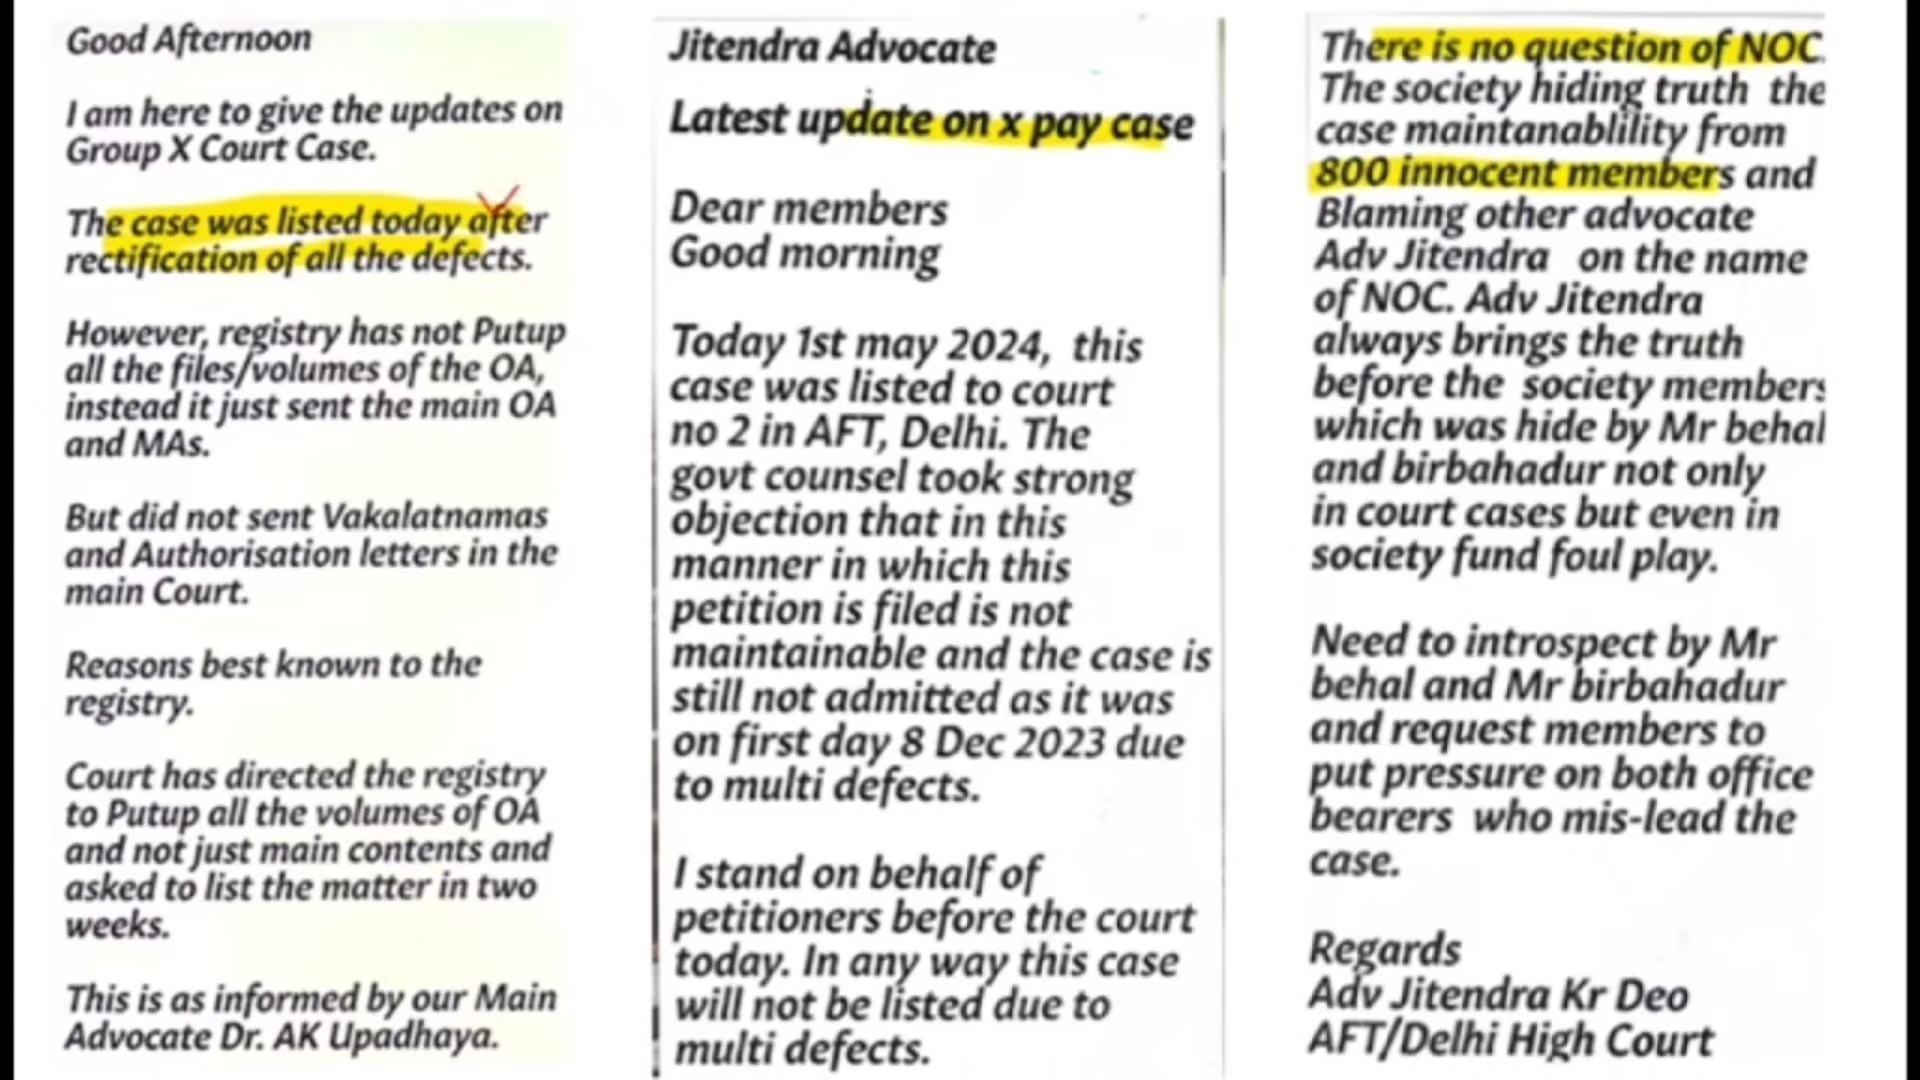 Good Afternoon
I am here to give the updates on
Group X Court Case.
The case was listed today after
rectification of all the defects.
However, registry has not Putup
all the files/volumes of the OA,
instead it just sent the main OA
and MAs.
But did not sent Vakalatnamas
and Authorisation letters in the
main Court.
Reasons best known to the
registry.
Court has directed the registry
to Putup all the volumes of OA
and not just main contents and
asked to list the matter in two
weeks.
This is as informed by our Main
Advocate Dr. AK Upadhaya.
Jitendra Advocate
Latest update on x pay case
Dear members
Good morning
Today 1st may 2024, this
case was listed to court
no 2 in AFT, Delhi. The
govt counsel took strong
objection that in this
manner in which this
petition is filed is not
maintainable and the case is
still not admitted as it was
on first day 8 Dec 2023 due
to multi defects.
I stand on behalf of
petitioners before the court
today. In any way this case
will not be listed due to
multi defects.
There is no question of NOC.
The society hiding truth the
case maintanablility from
800 innocent members and
Blaming other advocate
Adv Jitendra on the name
of NOC. Adv Jitendra
always brings the truth
before the society members
which was hide by Mr behal
and birbahadur not only
in court cases but even in
society fund foul play.
Need to introspect by Mr
behal and Mr birbahadur
and request members to
put pressure on both office
bearers who mis-lead the
case.
Regards
Adv Jitendra Kr Deo
AFT/Delhi High Court